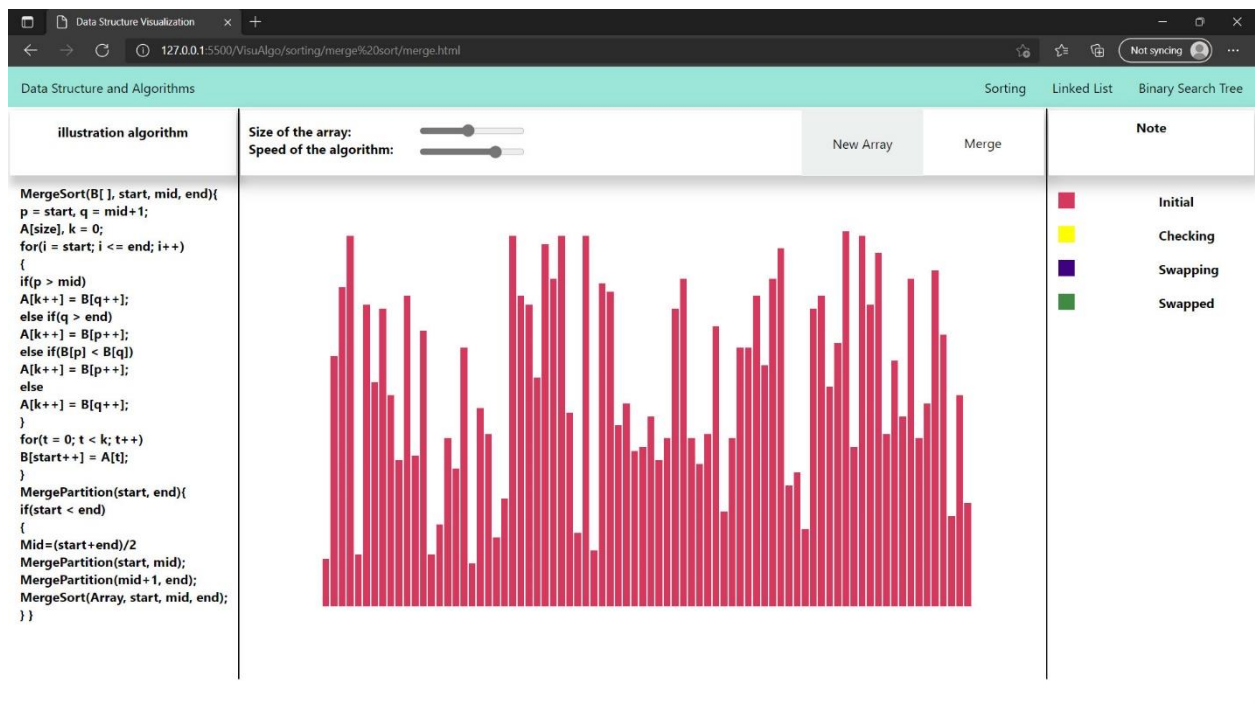 Data Structure Visualization
127.0.0.1:5500/VisuAlgo/sorting/merge%20sort/merge.html
Not syncing
Data Structure and Algorithms
Sorting
Linked List
Binary Search Tree
illustration algorithm
Size of the array:
Speed of the algorithm:
New Array
Merge
Note
MergeSort(B[ ], start, mid, end){
p = start, q = mid+1;
A[size], k = 0;
for(i = start; i <= end; i++)
{
if(p > mid)
A[k++] = B[q++];
else if(q > end)
A[k++] = B[p++];
else if(B[p] < B[q])
A[k++] = B[p++];
else
A[k++] = B[q++];
}
for(t = 0; t < k; t++)
B[start++] = A[t];
}
MergePartition(start, end){
if(start < end)
{
Mid=(start+end)/2
MergePartition(start, mid);
MergePartition(mid+1, end);
MergeSort(Array, start, mid, end);
} }
Initial
Checking
Swapping
Swapped